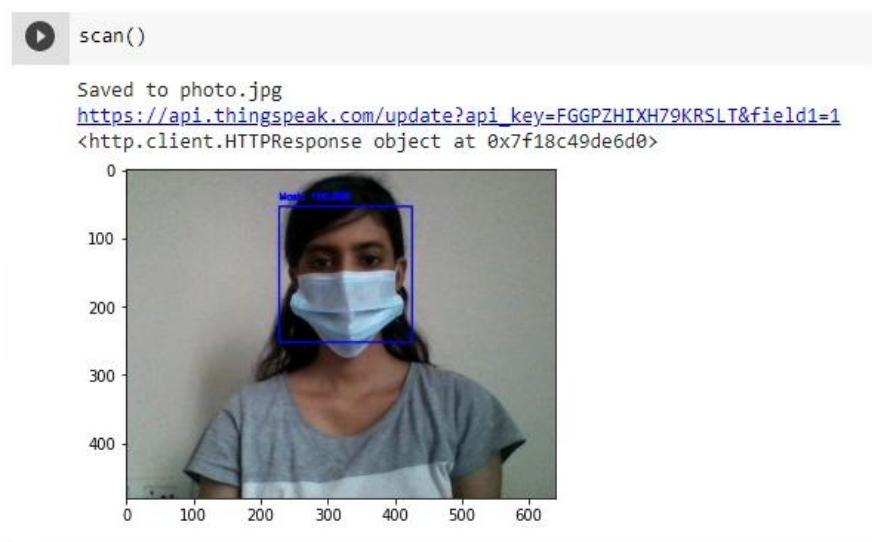 scan()
Saved to photo.jpg
https://api.thingspeak.com/update?api_key=FGGPZHIXH79KRSLT&field1=1
<http.client.HTTPResponse object at 0x7f18c49de6d0>
0
100
200
300
400
0 100 200 300 400 500 600